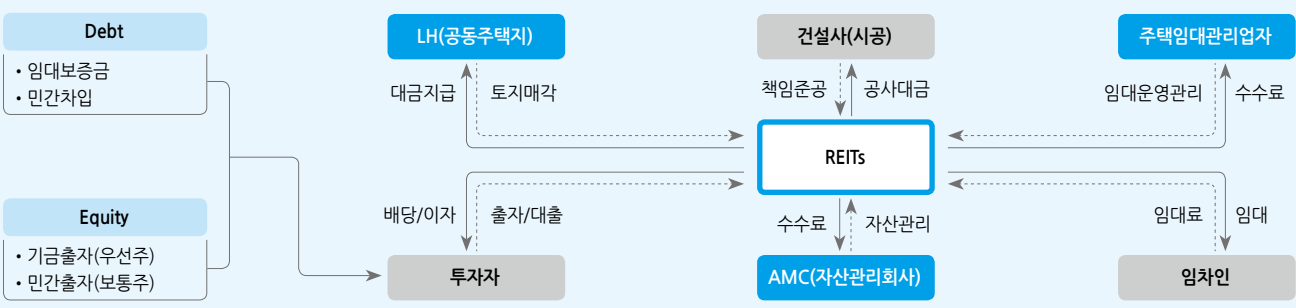 Debt
• 임대보증금
• 민간차입
Equity
• 기금출자(우선주)
• 민간출자(보통주)
LH(공동주택지)
건설사(시공)
주택임대관리업자
대금지급
토지매각
책임준공
공사대금
임대운영관리
수수료
REITs
배당/이자
출자/대출
수수료
자산관리
임대료
임대
투자자
AMC(자산관리회사)
임차인